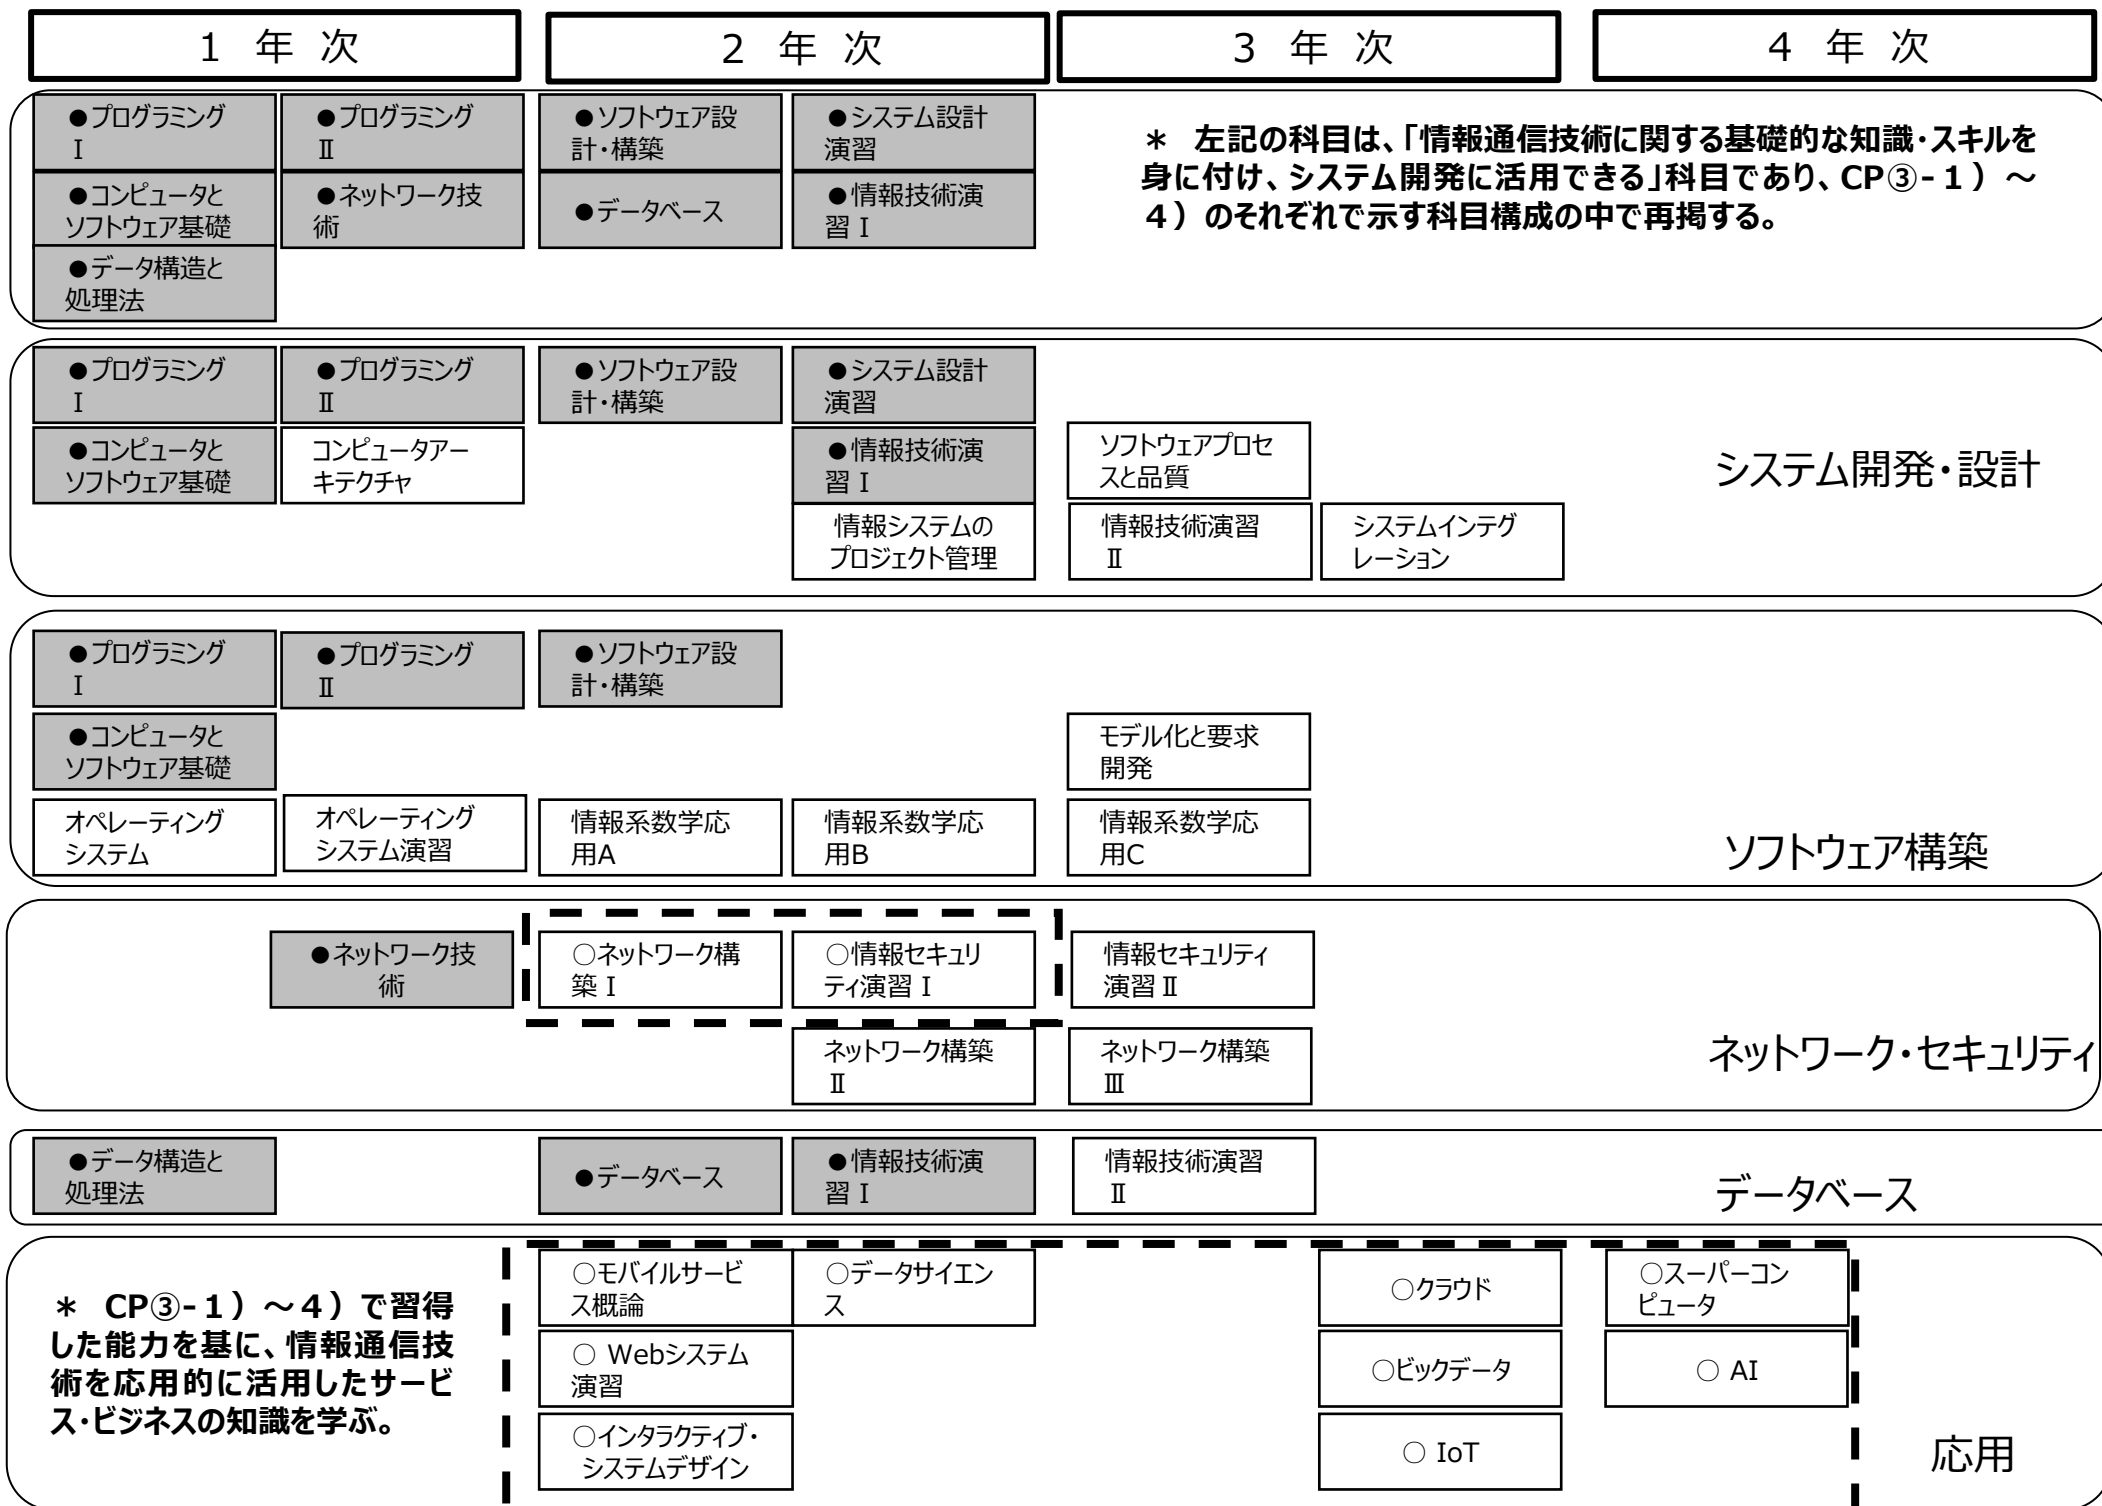 1 年 次
2 年 次
3 年 次
4 年 次
●プログラミング
Ⅰ
●プログラミング
Ⅱ
●ソフトウェア設
計・構築
●システム設計
演習
●コンピュータと
ソフトウェア基礎
●ネットワーク技
術
●データベース
●情報技術演
習Ⅰ
●データ構造と
処理法
＊ 左記の科目は、「情報通信技術に関する基礎的な知識・スキルを
身に付け、システム開発に活用できる」科目であり、CP③-１）～
４）のそれぞれで示す科目構成の中で再掲する。
●プログラミング
Ⅰ
●プログラミング
Ⅱ
●ソフトウェア設
計・構築
●システム設計
演習
●コンピュータと
ソフトウェア基礎
コンピュータアー
キテクチャ
●情報技術演
習Ⅰ
ソフトウェアプロセ
スと品質
情報システムの
プロジェクト管理
情報技術演習
Ⅱ
システムインテグ
レーション
システム開発・設計
●プログラミング
Ⅰ
●プログラミング
Ⅱ
●ソフトウェア設
計・構築
●コンピュータと
ソフトウェア基礎
モデル化と要求
開発
オペレーティング
システム
オペレーティング
システム演習
情報系数学応
用A
情報系数学応
用B
情報系数学応
用C
ソフトウェア構築
●ネットワーク技
術
○ネットワーク構
築Ⅰ
○情報セキュリ
ティ演習Ⅰ
情報セキュリティ
演習Ⅱ
ネットワーク構築
Ⅱ
ネットワーク構築
Ⅲ
ネットワーク・セキュリティ
●データ構造と
処理法
●データベース
●情報技術演
習Ⅰ
情報技術演習
Ⅱ
データベース
＊ CP③-１）～４）で習得
した能力を基に、情報通信技
術を応用的に活用したサービ
ス・ビジネスの知識を学ぶ。
○モバイルサービ
ス概論
○データサイエン
ス
○クラウド
○スーパーコン
ピュータ
○ Webシステム
演習
○ビックデータ
○ AI
○インタラクティブ・
システムデザイン
○ IoT
応用